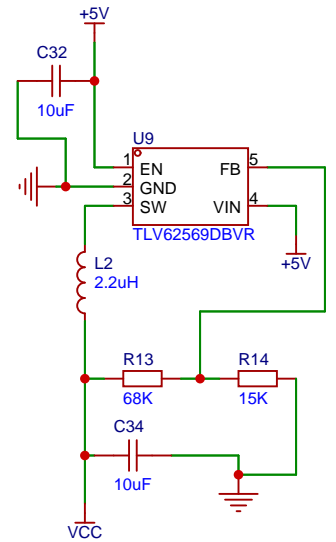 +5V
C32
10uF
U9
1 EN FB 5
2 GND
3 SW VIN 4
TLV62569DBVR
+5V
L2
2.2uH
R13 R14
68K 15K
C34
10uF
VCC